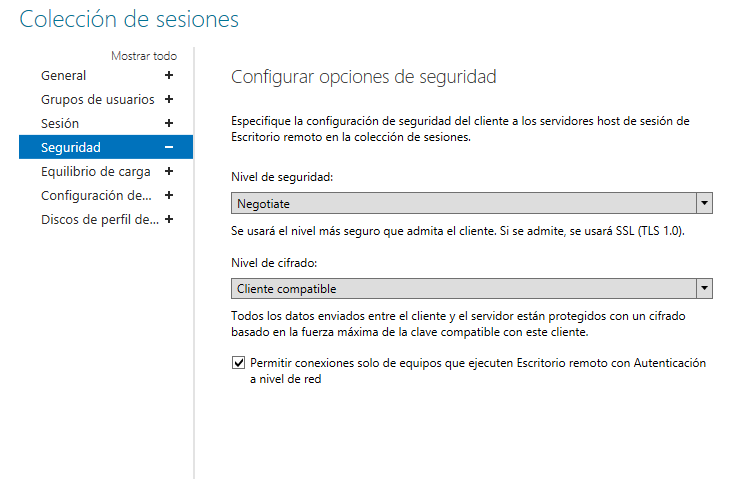 Colección de sesiones
Mostrar todo
General +
Grupos de usuarios +
Sesión +
Seguridad −
Equilibrio de carga +
Configuración de... +
Discos de perfil de... +
Configurar opciones de seguridad
Especifique la configuración de seguridad del cliente a los servidores host de sesión de
Escritorio remoto en la colección de sesiones.
Nivel de seguridad:
Negotiate
Se usará el nivel más seguro que admita el cliente. Si se admite, se usará SSL (TLS 1.0).
Nivel de cifrado:
Cliente compatible
Todos los datos enviados entre el cliente y el servidor están protegidos con un cifrado
basado en la fuerza máxima de la clave compatible con este cliente.
Permitir conexiones solo de equipos que ejecuten Escritorio remoto con Autenticación
a nivel de red